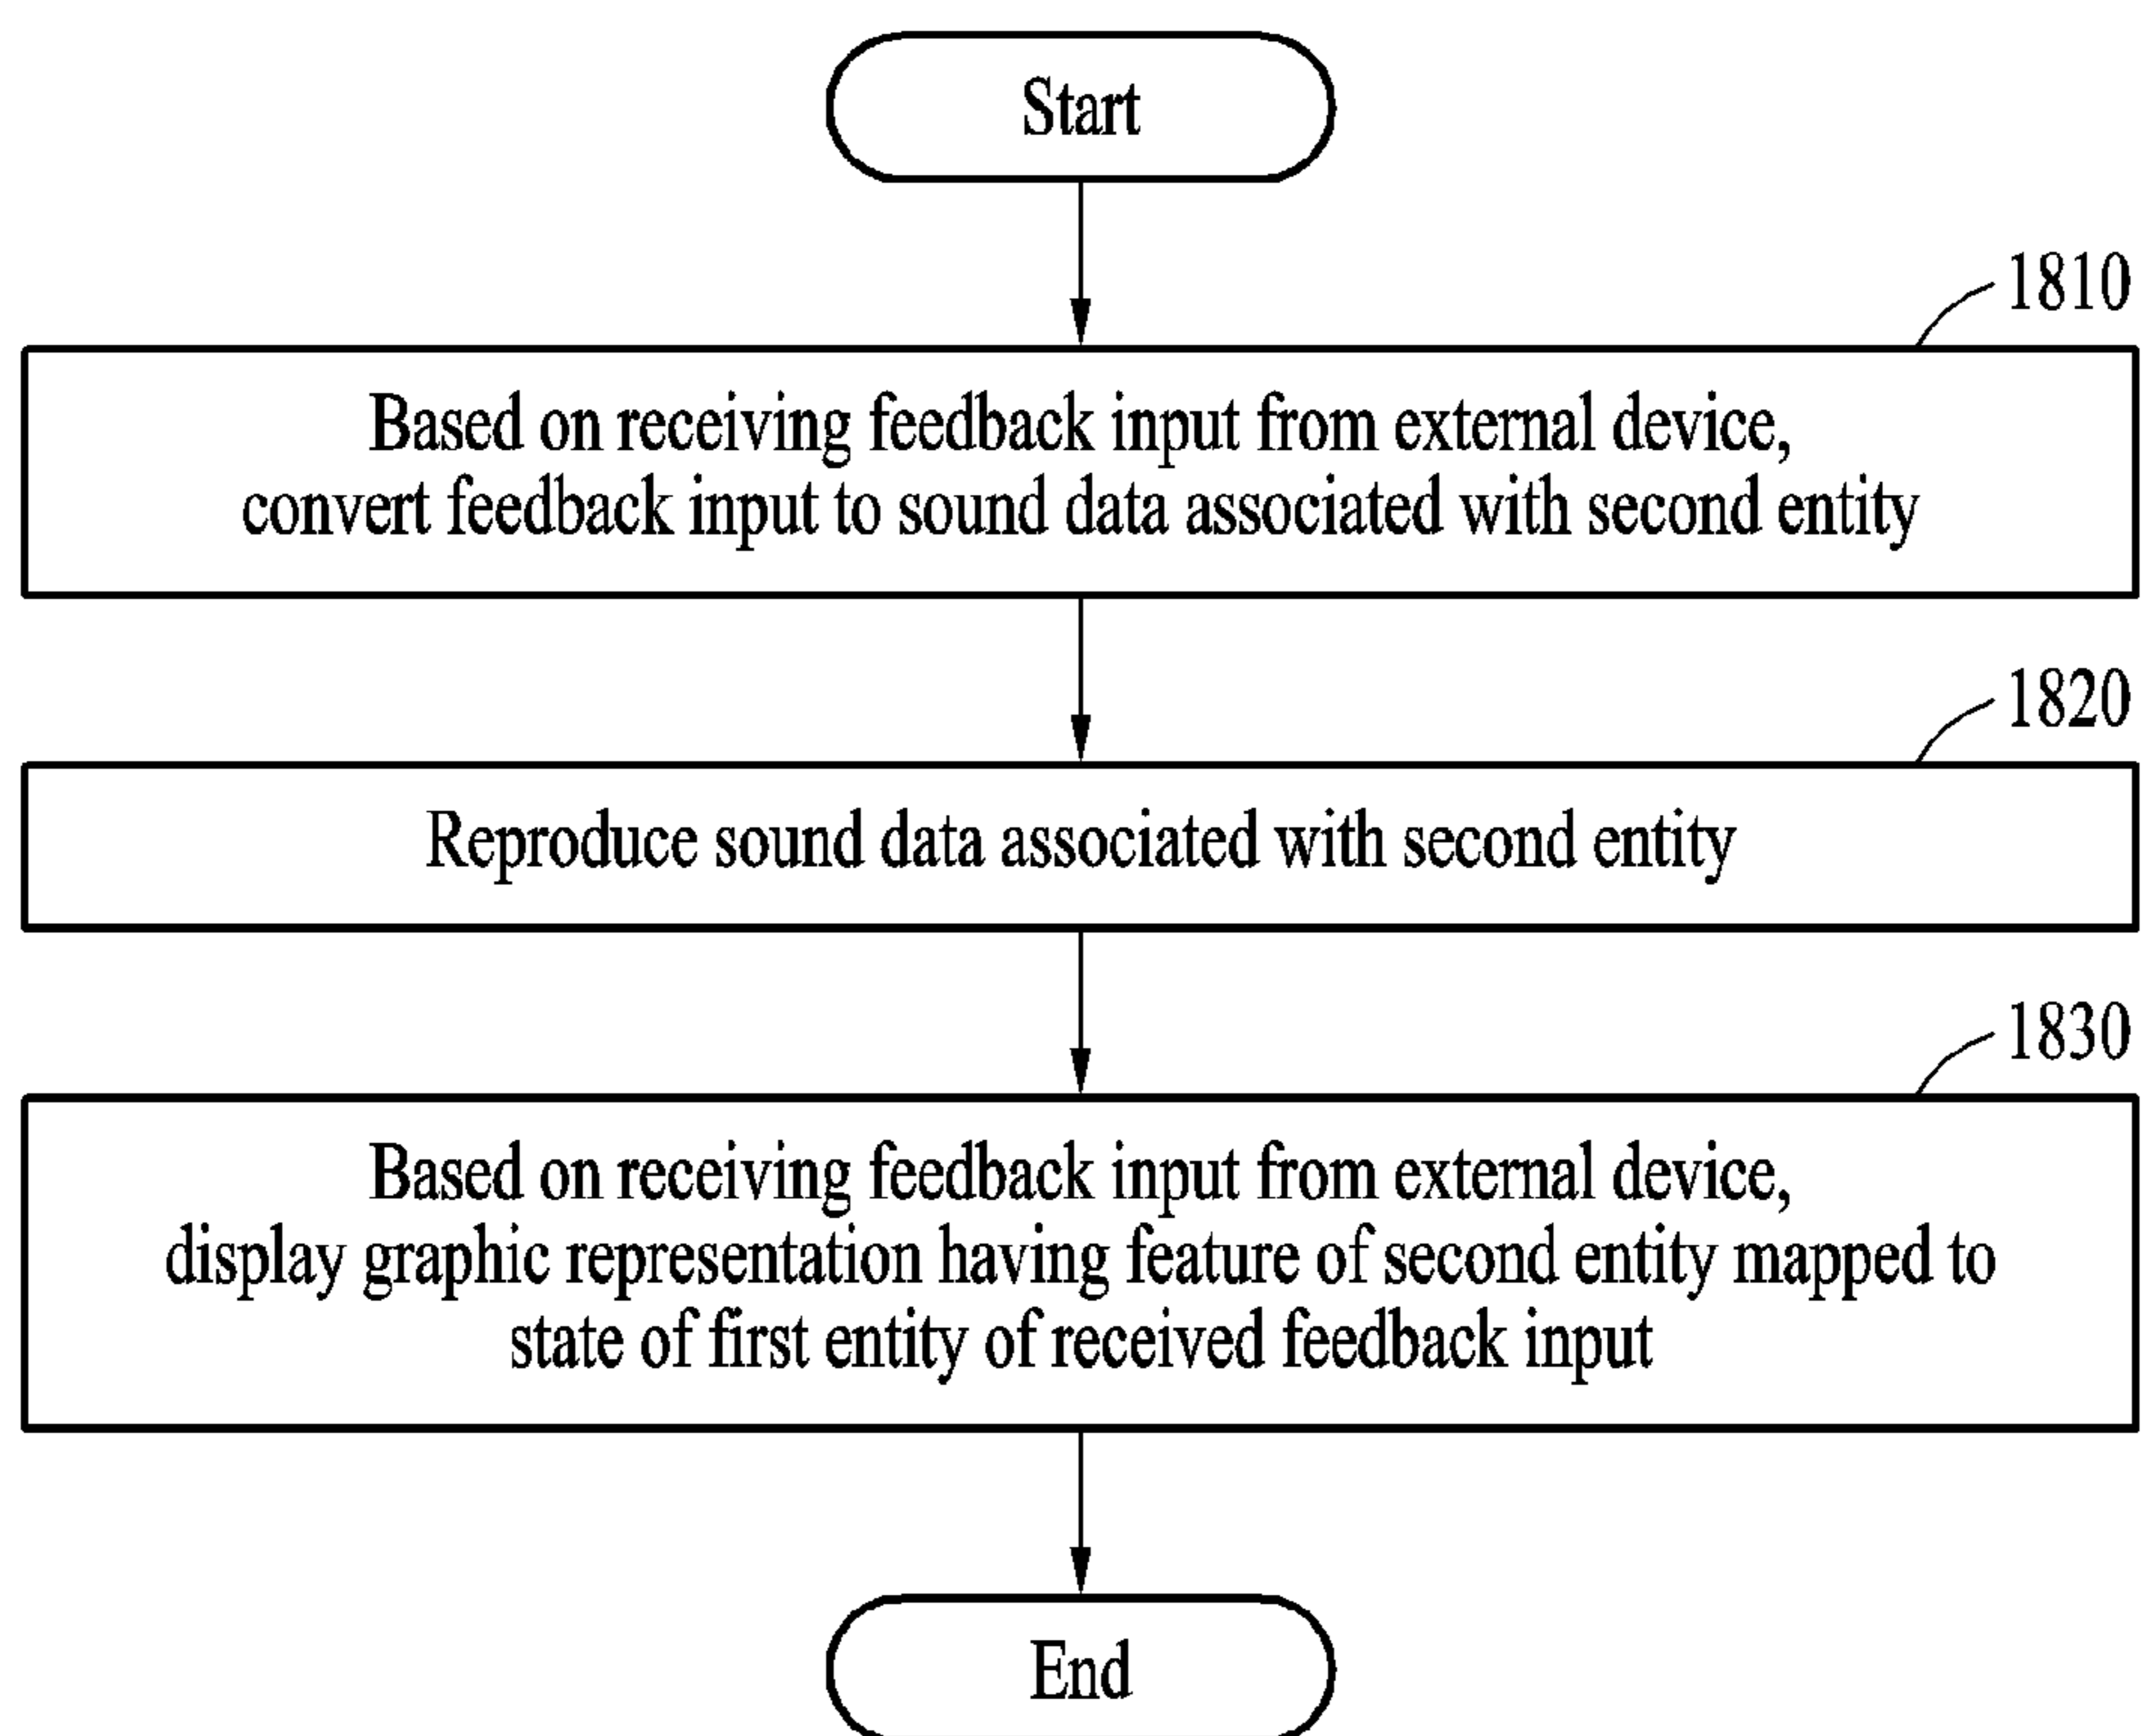 Start
1810
Based on receiving feedback input from external device,
convert feedback input to sound data associated with second entity
1820
Reproduce sound data associated with second entity
1830
Based on receiving feedback input from external device,
display graphic representation having feature of second entity mapped to
state of first entity of received feedback input
End